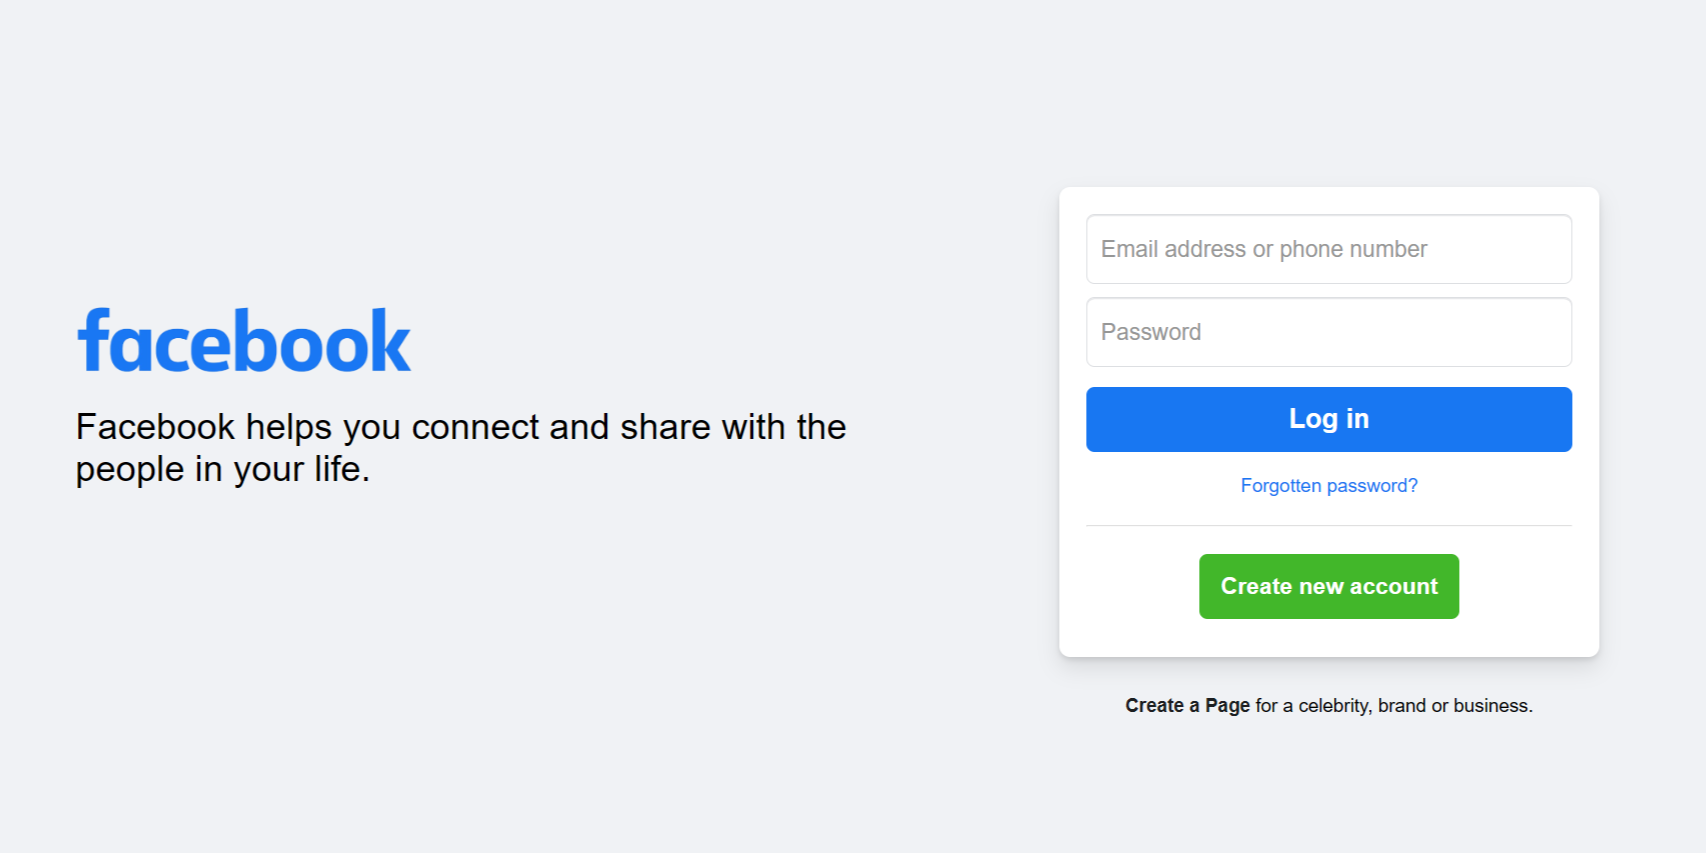 facebook
Facebook helps you connect and share with the
people in your life.
Email address or phone number
Password
Log in
Forgotten password?
Create new account
Create a Page for a celebrity, brand or business.